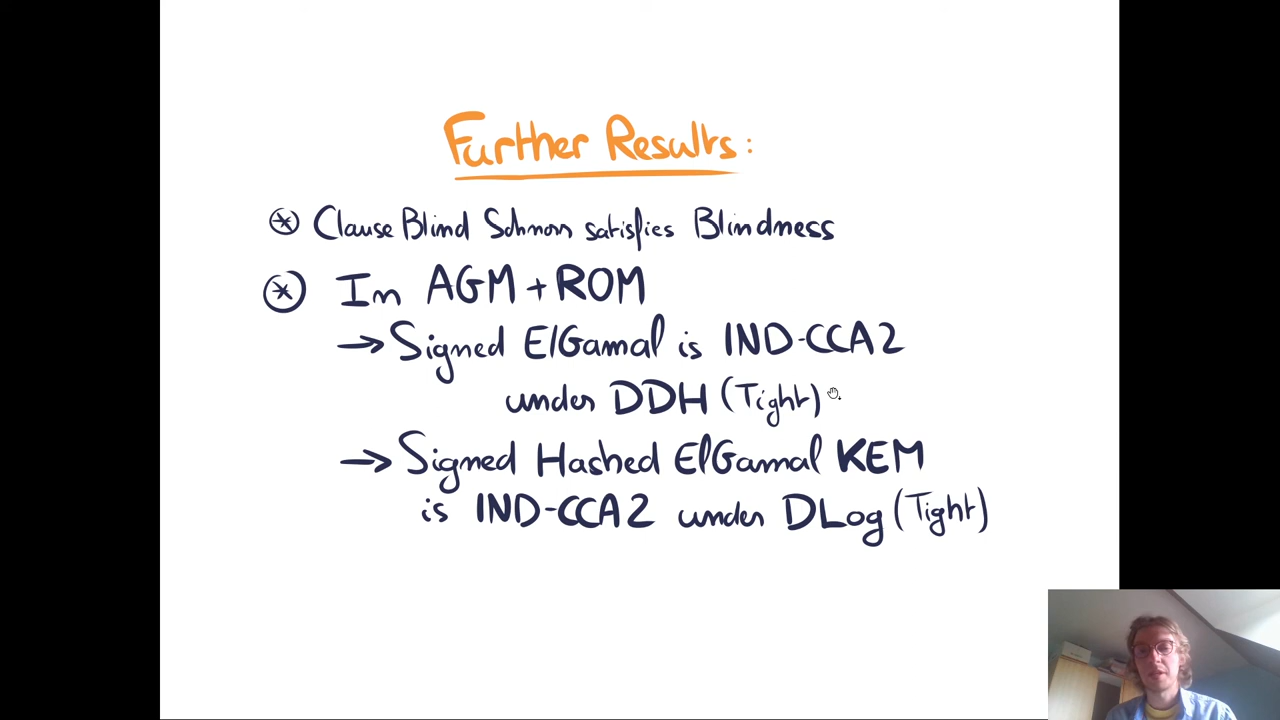 Further Results:
⊛ Clause Blind Schnorr satisfies Blindness
⊛ In AGM + ROM
→ Signed ElGamal is IND-CCA2
under DDH (Tight)
→ Signed Hashed ElGamal KEM
is IND-CCA2 under DLog (Tight)